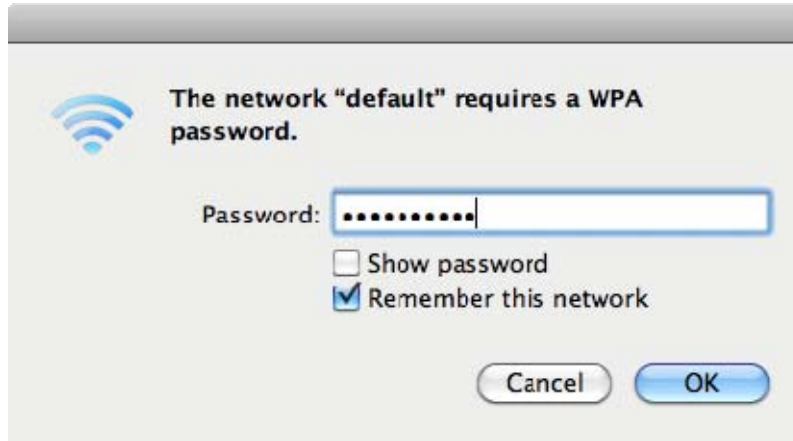 The network “default” requires a WPA
password.
Password: ••••••••••
Show password
Remember this network
Cancel OK